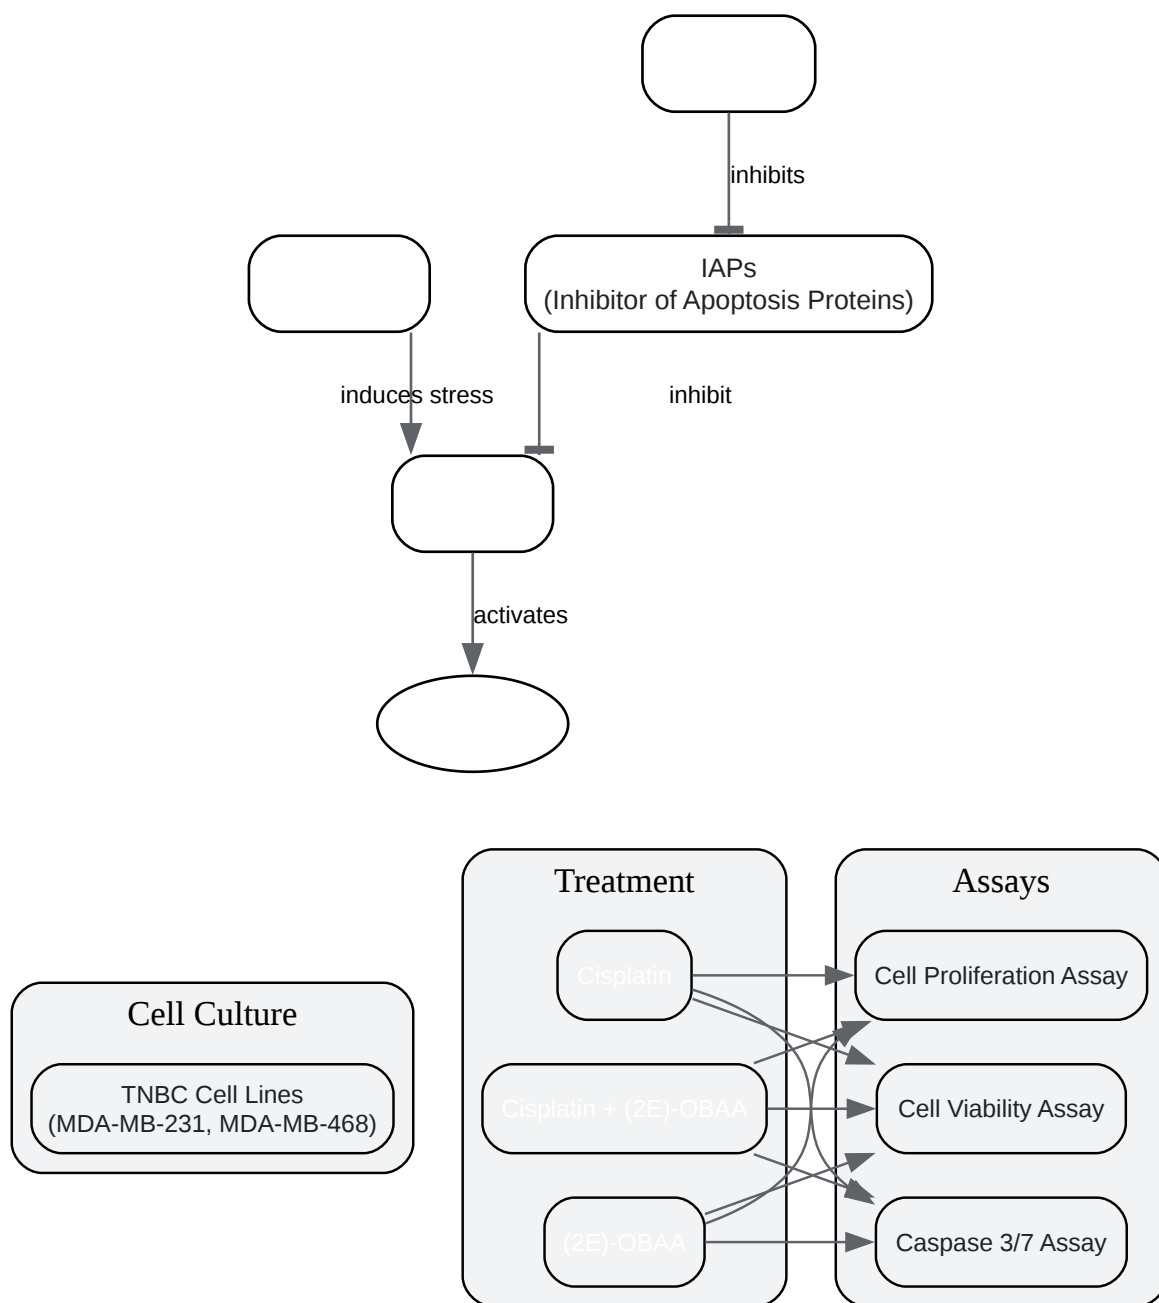 inhibits
IAPs
(Inhibitor of Apoptosis Proteins)
induces stress
inhibit
activates
Treatment
Assays
Cisplatin
Cell Proliferation Assay
Cell Culture
TNBC Cell Lines
(MDA-MB-231, MDA-MB-468)
Cisplatin + (2E)-OBAA
Cell Viability Assay
(2E)-OBAA
Caspase 3/7 Assay